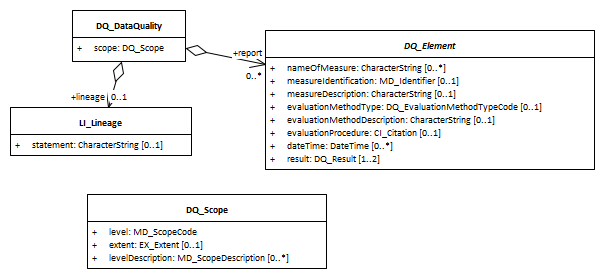 DQ_DataQuality
+ scope: DQ_Scope
+report
0..*
DQ_Element
+ nameOfMeasure: CharacterString [0..*]
+ measureIdentification: MD_Identifier [0..1]
+ measureDescription: CharacterString [0..1]
+ evaluationMethodType: DQ_EvaluationMethodTypeCode [0..1]
+ evaluationMethodDescription: CharacterString [0..1]
+ evaluationProcedure: CI_Citation [0..1]
+ dateTime: DateTime [0..*]
+ result: DQ_Result [1..2]
+lineage 0..1
LI_Lineage
+ statement: CharacterString [0..1]
DQ_Scope
+ level: MD_ScopeCode
+ extent: EX_Extent [0..1]
+ levelDescription: MD_ScopeDescription [0..*]